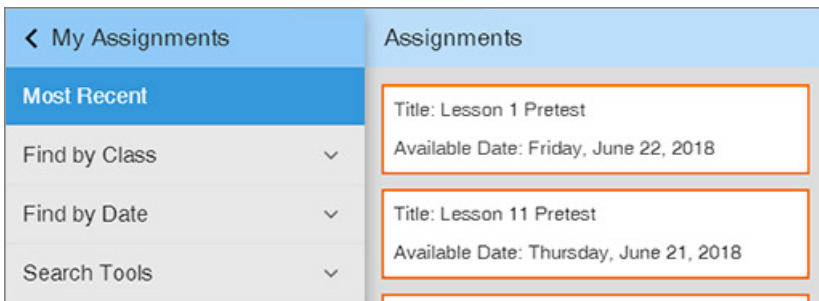 My Assignments
Most Recent
Find by Class
Find by Date
Search Tools
Assignments
Title: Lesson 1 Pretest
Available Date: Friday, June 22, 2018
Title: Lesson 11 Pretest
Available Date: Thursday, June 21, 2018